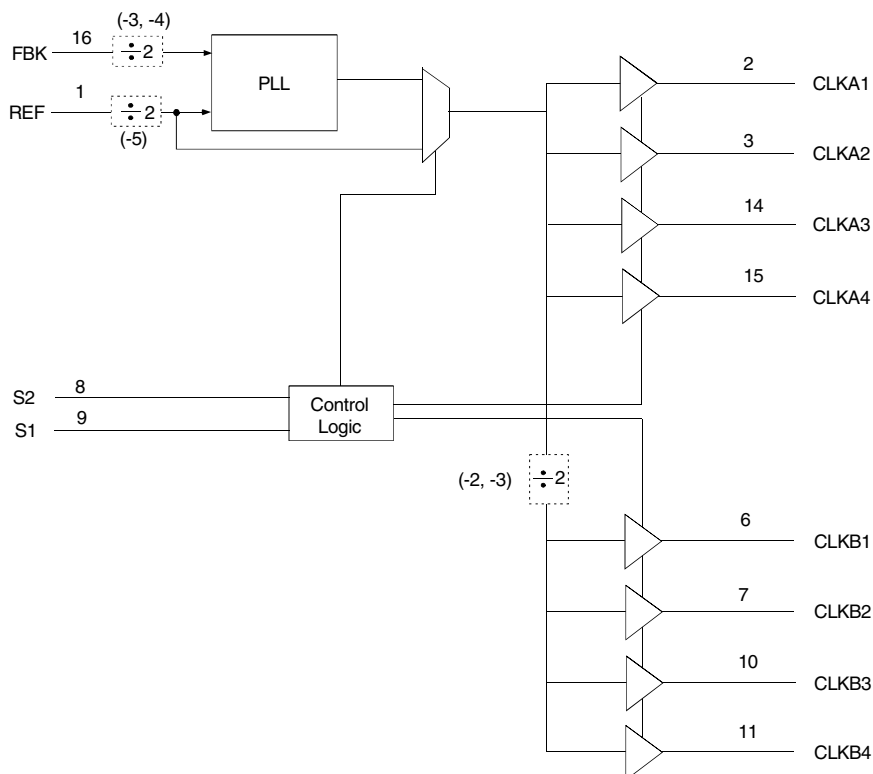 (-3, -4)
FBK 16 ÷2
PLL
REF 1 ÷2
(-5)
2 CLKA1
3 CLKA2
14 CLKA3
15 CLKA4
S2 8
S1 9
Control
Logic
(-2, -3) ÷2
6 CLKB1
7 CLKB2
10 CLKB3
11 CLKB4